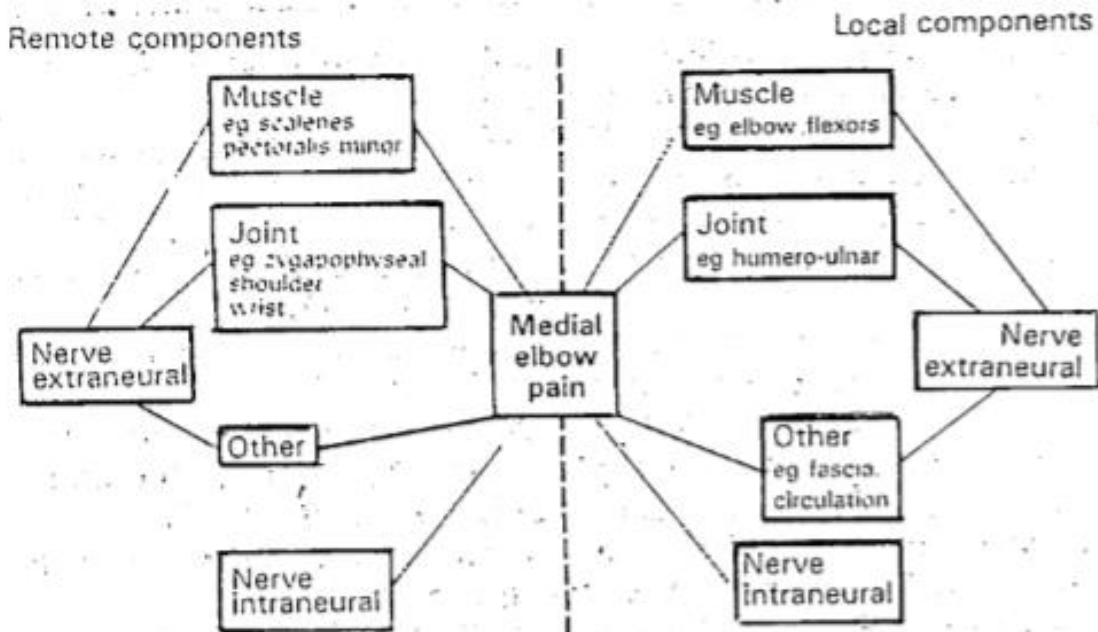 Remote components
Muscle
eg scalenes
pectoralis minor
Joint
eg zygapophyseal
shoulder
wrist
Nerve
extraneural
Other
Nerve
intraneural
Medial
elbow
pain
Local components
Muscle
eg elbow flexors
Joint
eg humero-ulnar
Nerve
extraneural
Other
eg fascia.
circulation
Nerve
intraneural